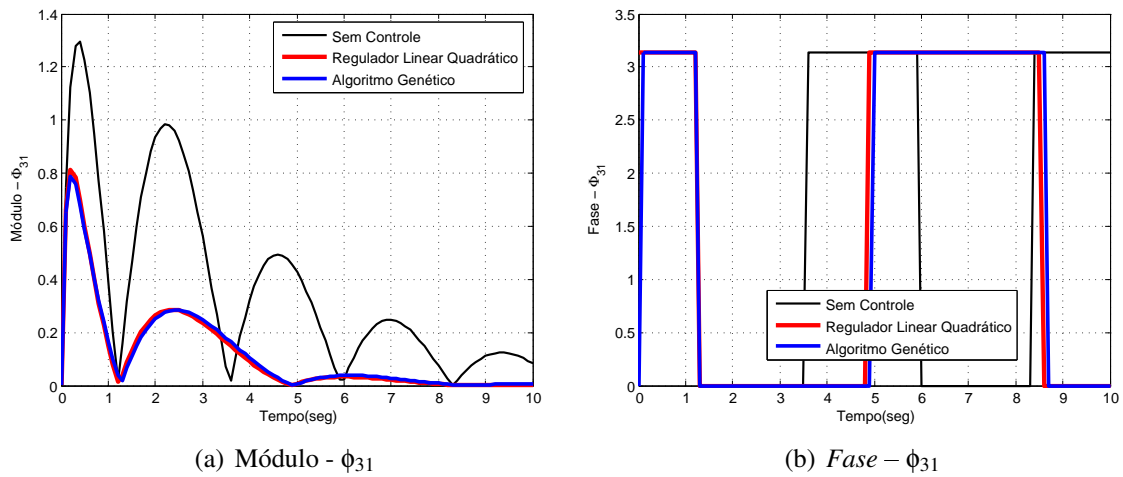 1.4
1.2
1
0.8
0.6
0.4
0.2
0
Módulo – Φ31
Sem Controle
Regulador Linear Quadrático
Algoritmo Genético
0 1 2 3 4 5 6 7 8 9 10
Tempo(seg)
(a) Módulo - ϕ31
3.5
3
2.5
2
1.5
1
0.5
0
Fase – Φ31
Sem Controle
Regulador Linear Quadrático
Algoritmo Genético
0 1 2 3 4 5 6 7 8 9 10
Tempo(seg)
(b) Fase – ϕ31